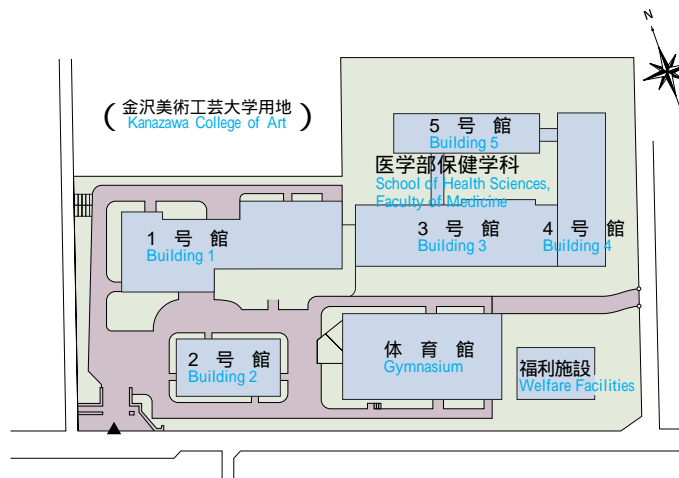 N
(金沢美術工芸大学用地)
Kanazawa College of Art
5 号 館
Building 5
医学部保健学科
School of Health Sciences,
Faculty of Medicine
1 号 館
Building 1
3 号 館
Building 3
4 号 館
Building 4
2 号 館
Building 2
体 育 館
Gymnasium
福利施設
Welfare Facilities